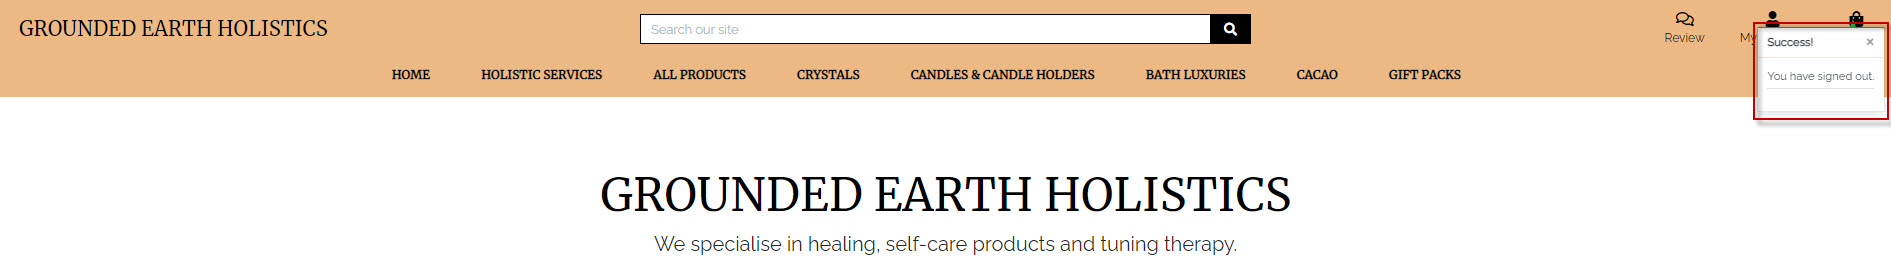 GROUNDED EARTH HOLISTICS
Search our site
Review
My
Success! ×
You have signed out.
HOME HOLISTIC SERVICES ALL PRODUCTS CRYSTALS CANDLES & CANDLE HOLDERS BATH LUXURIES CACAO GIFT PACKS
GROUNDED EARTH HOLISTICS
We specialise in healing, self-care products and tuning therapy.